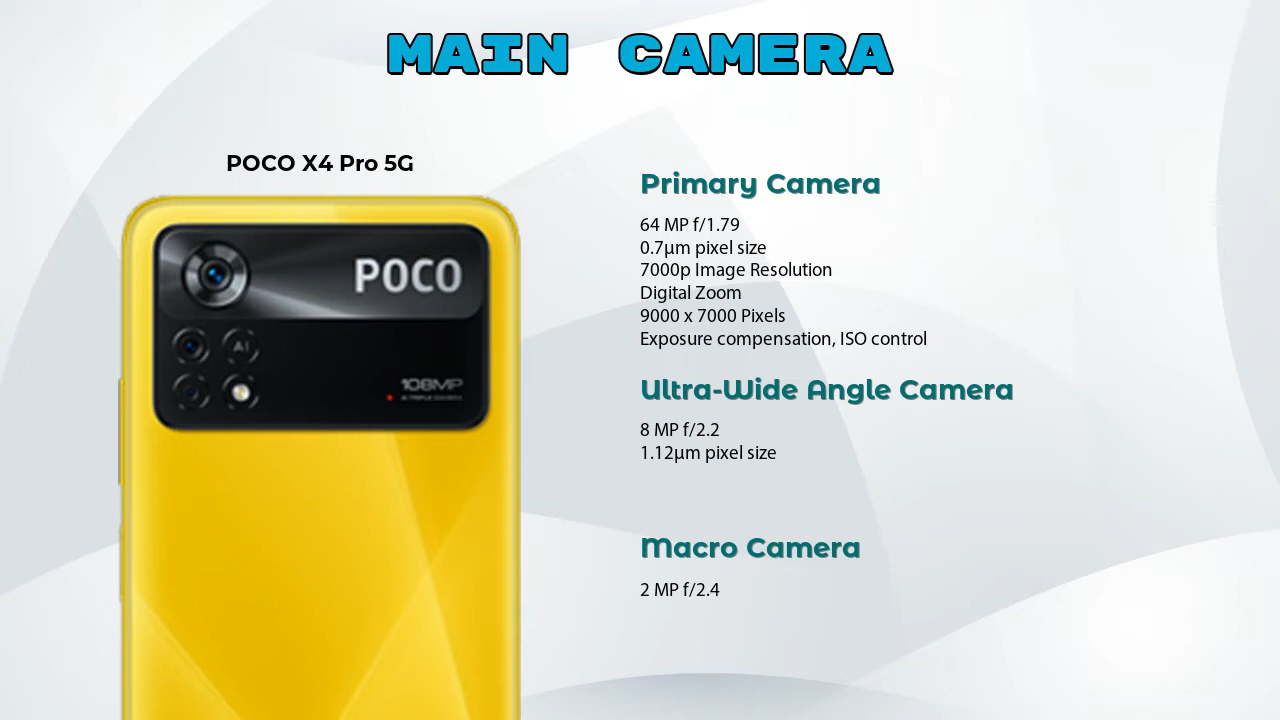 MAIN CAMERA
POCO X4 Pro 5G
POCO
AI
108MP
Primary Camera
64 MP f/1.79
0.7µm pixel size
7000p Image Resolution
Digital Zoom
9000 x 7000 Pixels
Exposure compensation, ISO control
Ultra-Wide Angle Camera
8 MP f/2.2
1.12µm pixel size
Macro Camera
2 MP f/2.4